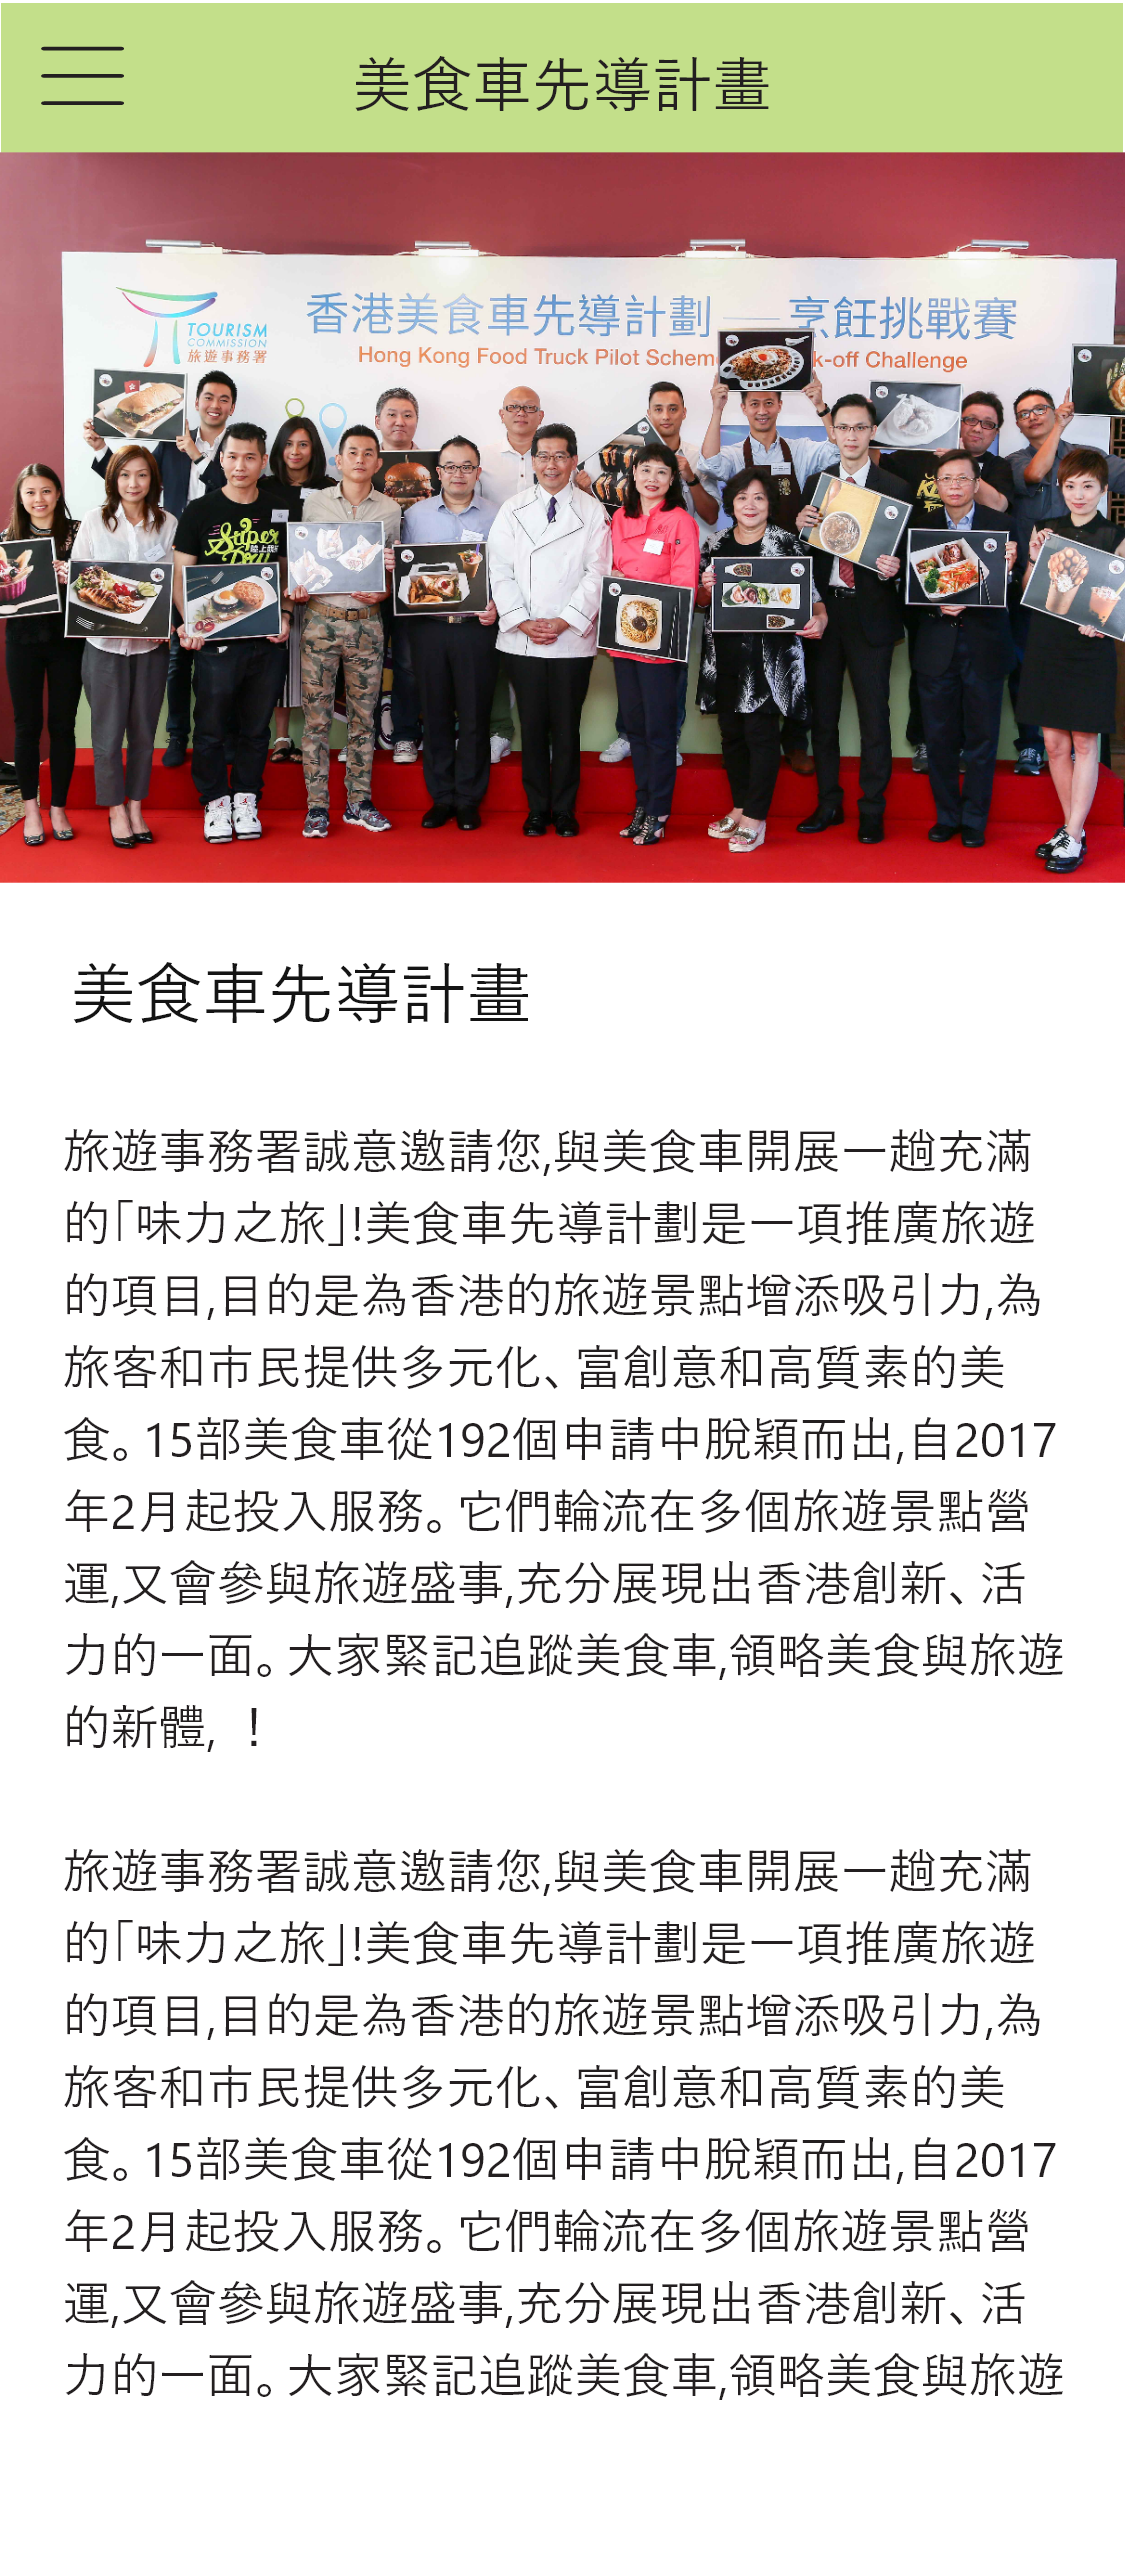 美食車先導計畫
TOURISM
COMMISSION
旅遊事務署
香港美食車先導計劃 —— 烹飪挑戰賽
Hong Kong Food Truck Pilot Scheme k-off Challenge
Super
美食車先導計畫
旅遊事務署誠意邀請您,與美食車開展一趟充滿
的「味力之旅」!美食車先導計劃是一項推廣旅遊
的項目,目的是為香港的旅遊景點增添吸引力,為
旅客和市民提供多元化、富創意和高質素的美
食。15部美食車從192個申請中脫穎而出,自2017
年2月起投入服務。它們輪流在多個旅遊景點營
運,又會參與旅遊盛事,充分展現出香港創新、活
力的一面。大家緊記追蹤美食車,領略美食與旅遊
的新體, !
旅遊事務署誠意邀請您,與美食車開展一趟充滿
的「味力之旅」!美食車先導計劃是一項推廣旅遊
的項目,目的是為香港的旅遊景點增添吸引力,為
旅客和市民提供多元化、富創意和高質素的美
食。15部美食車從192個申請中脫穎而出,自2017
年2月起投入服務。它們輪流在多個旅遊景點營
運,又會參與旅遊盛事,充分展現出香港創新、活
力的一面。大家緊記追蹤美食車,領略美食與旅遊